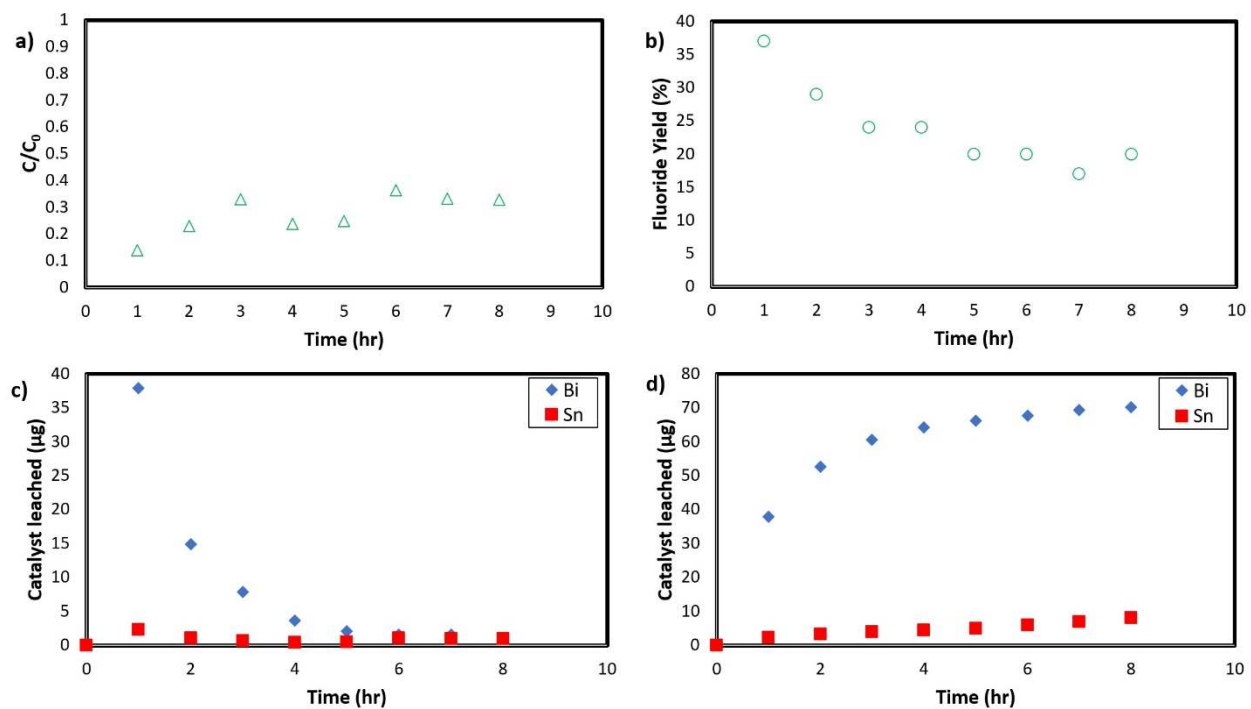 a)
C/C₀
1
0.9
0.8
0.7
0.6
0.5
0.4
0.3
0.2
0.1
0
0 1 2 3 4 5 6 7 8 9 10
Time (hr)
b)
Fluoride Yield (%)
40
35
30
25
20
15
10
5
0
0 1 2 3 4 5 6 7 8 9 10
Time (hr)
c)
Catalyst leached (µg)
40
35
30
25
20
15
10
5
0
0 2 4 6 8 10
Time (hr)
Bi
Sn
d)
Catalyst leached (µg)
80
70
60
50
40
30
20
10
0
0 2 4 6 8 10
Time (hr)
Bi
Sn